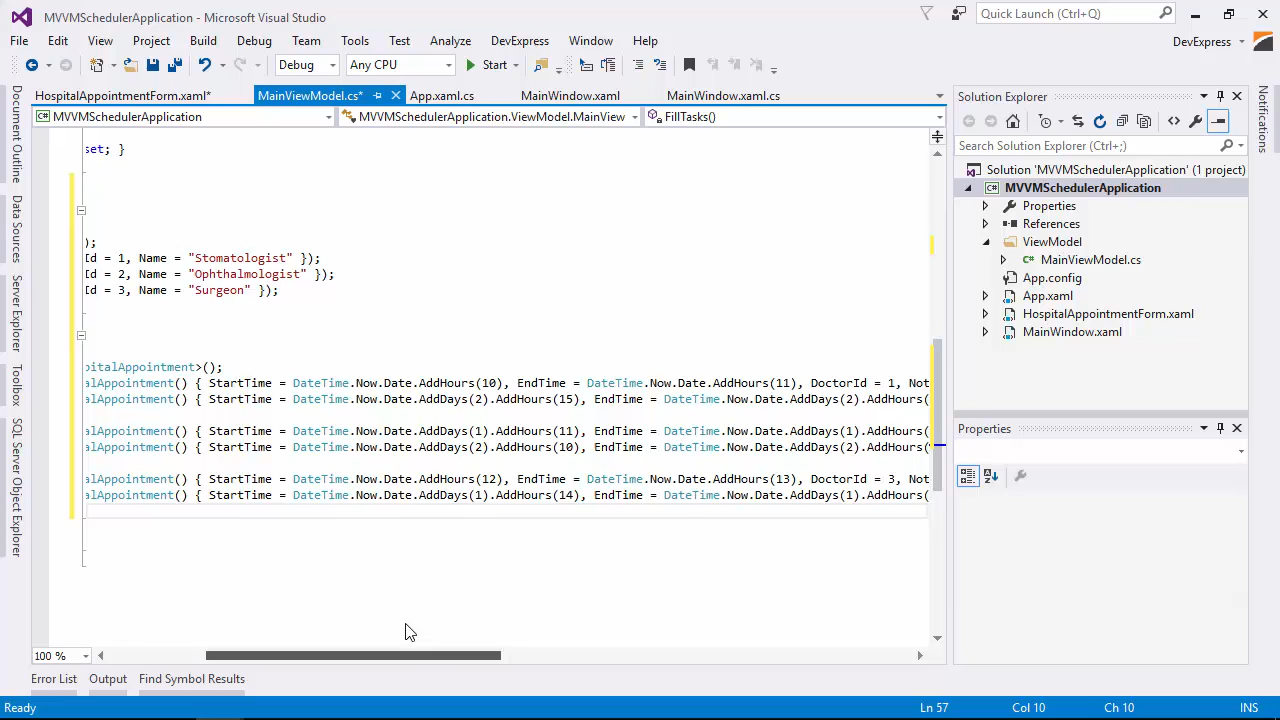 MVVMSchedulerApplication - Microsoft Visual Studio
Quick Launch (Ctrl+Q)
File Edit View Project Build Debug Team Tools Test Analyze DevExpress Window Help
DevExpress
Debug
Any CPU
Start
HospitalAppointmentForm.xaml*
MainViewModel.cs*
App.xaml.cs
MainWindow.xaml
MainWindow.xaml.cs
MVVMSchedulerApplication
MVVMSchedulerApplication.ViewModel.MainView
FillTasks()
Document Outline
Data Sources
Server Explorer
Toolbox
SQL Server Object Explorer
set; }
);
Id = 1, Name = "Stomatologist" });
Id = 2, Name = "Ophthalmologist" });
Id = 3, Name = "Surgeon" });
pitalAppointment>();
alAppointment() { StartTime = DateTime.Now.Date.AddHours(10), EndTime = DateTime.Now.Date.AddHours(11), DoctorId = 1, Not
alAppointment() { StartTime = DateTime.Now.Date.AddDays(2).AddHours(15), EndTime = DateTime.Now.Date.AddDays(2).AddHours(
alAppointment() { StartTime = DateTime.Now.Date.AddDays(1).AddHours(11), EndTime = DateTime.Now.Date.AddDays(1).AddHours(
alAppointment() { StartTime = DateTime.Now.Date.AddDays(2).AddHours(10), EndTime = DateTime.Now.Date.AddDays(2).AddHours(
alAppointment() { StartTime = DateTime.Now.Date.AddHours(12), EndTime = DateTime.Now.Date.AddHours(13), DoctorId = 3, Not
alAppointment() { StartTime = DateTime.Now.Date.AddDays(1).AddHours(14), EndTime = DateTime.Now.Date.AddDays(1).AddHours(
100 %
Solution Explorer
Search Solution Explorer (Ctrl+;)
Solution 'MVVMSchedulerApplication' (1 project)
MVVMSchedulerApplication
Properties
References
ViewModel
MainViewModel.cs
App.config
App.xaml
HospitalAppointmentForm.xaml
MainWindow.xaml
Properties
Notifications
Error List Output Find Symbol Results
Ready
Ln 57 Col 10 Ch 10 INS